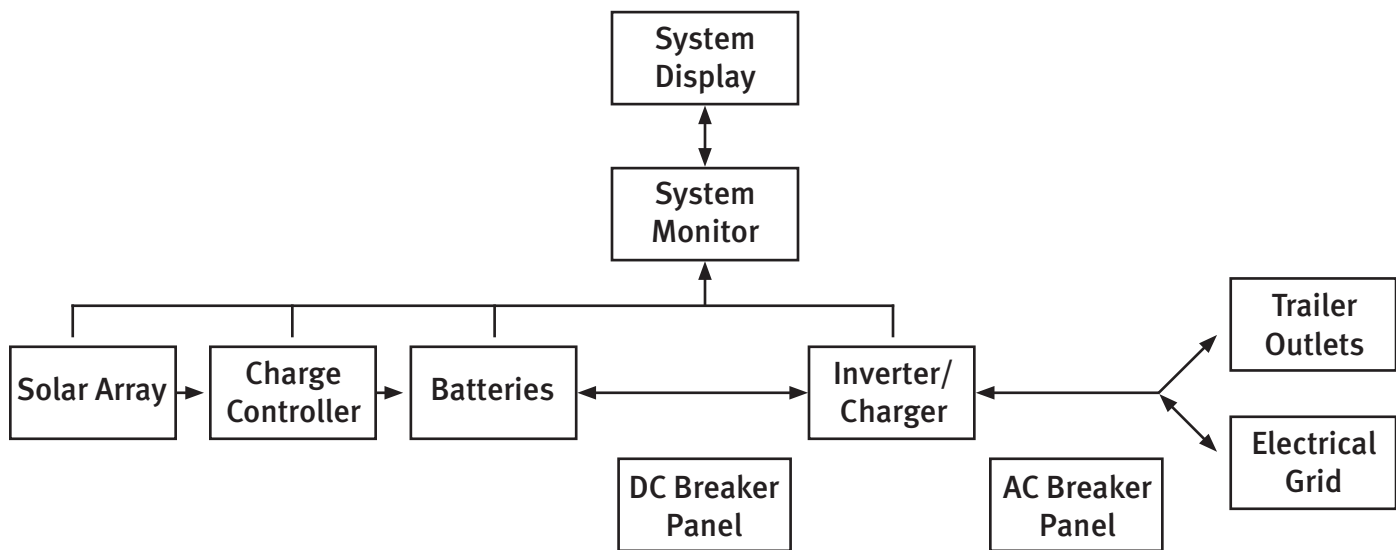 System
Display
System
Monitor
Solar Array
Charge
Controller
Batteries
Inverter/
Charger
Trailer
Outlets
Electrical
Grid
DC Breaker
Panel
AC Breaker
Panel